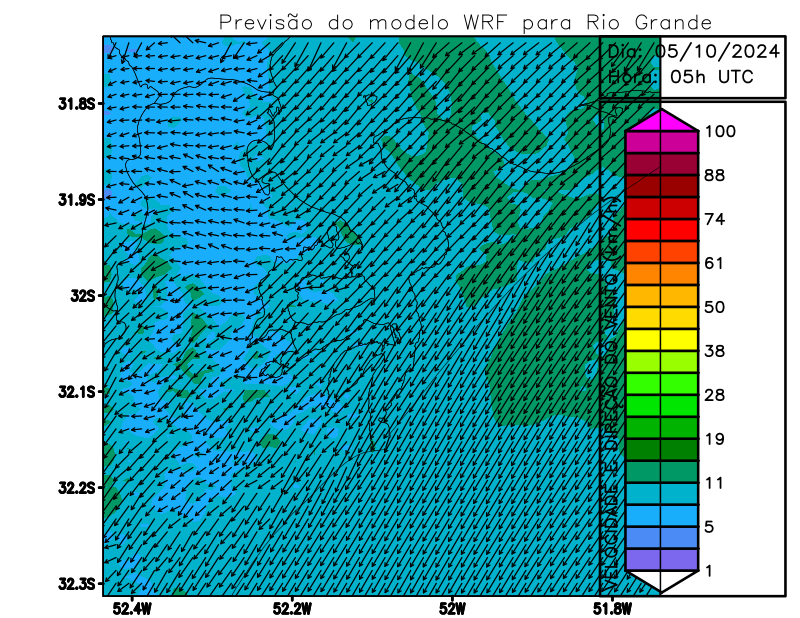 Previsão do modelo WRF para Rio Grande
Dia: 05/10/2024
Hora: 05h UTC
31.8S
31.9S
32S
32.1S
32.2S
32.3S
52.4W
52.2W
52W
51.8W
VELOCIDADE E DIREÇÃO DO VENTO (km/h)
100
88
74
61
50
38
28
19
11
5
1